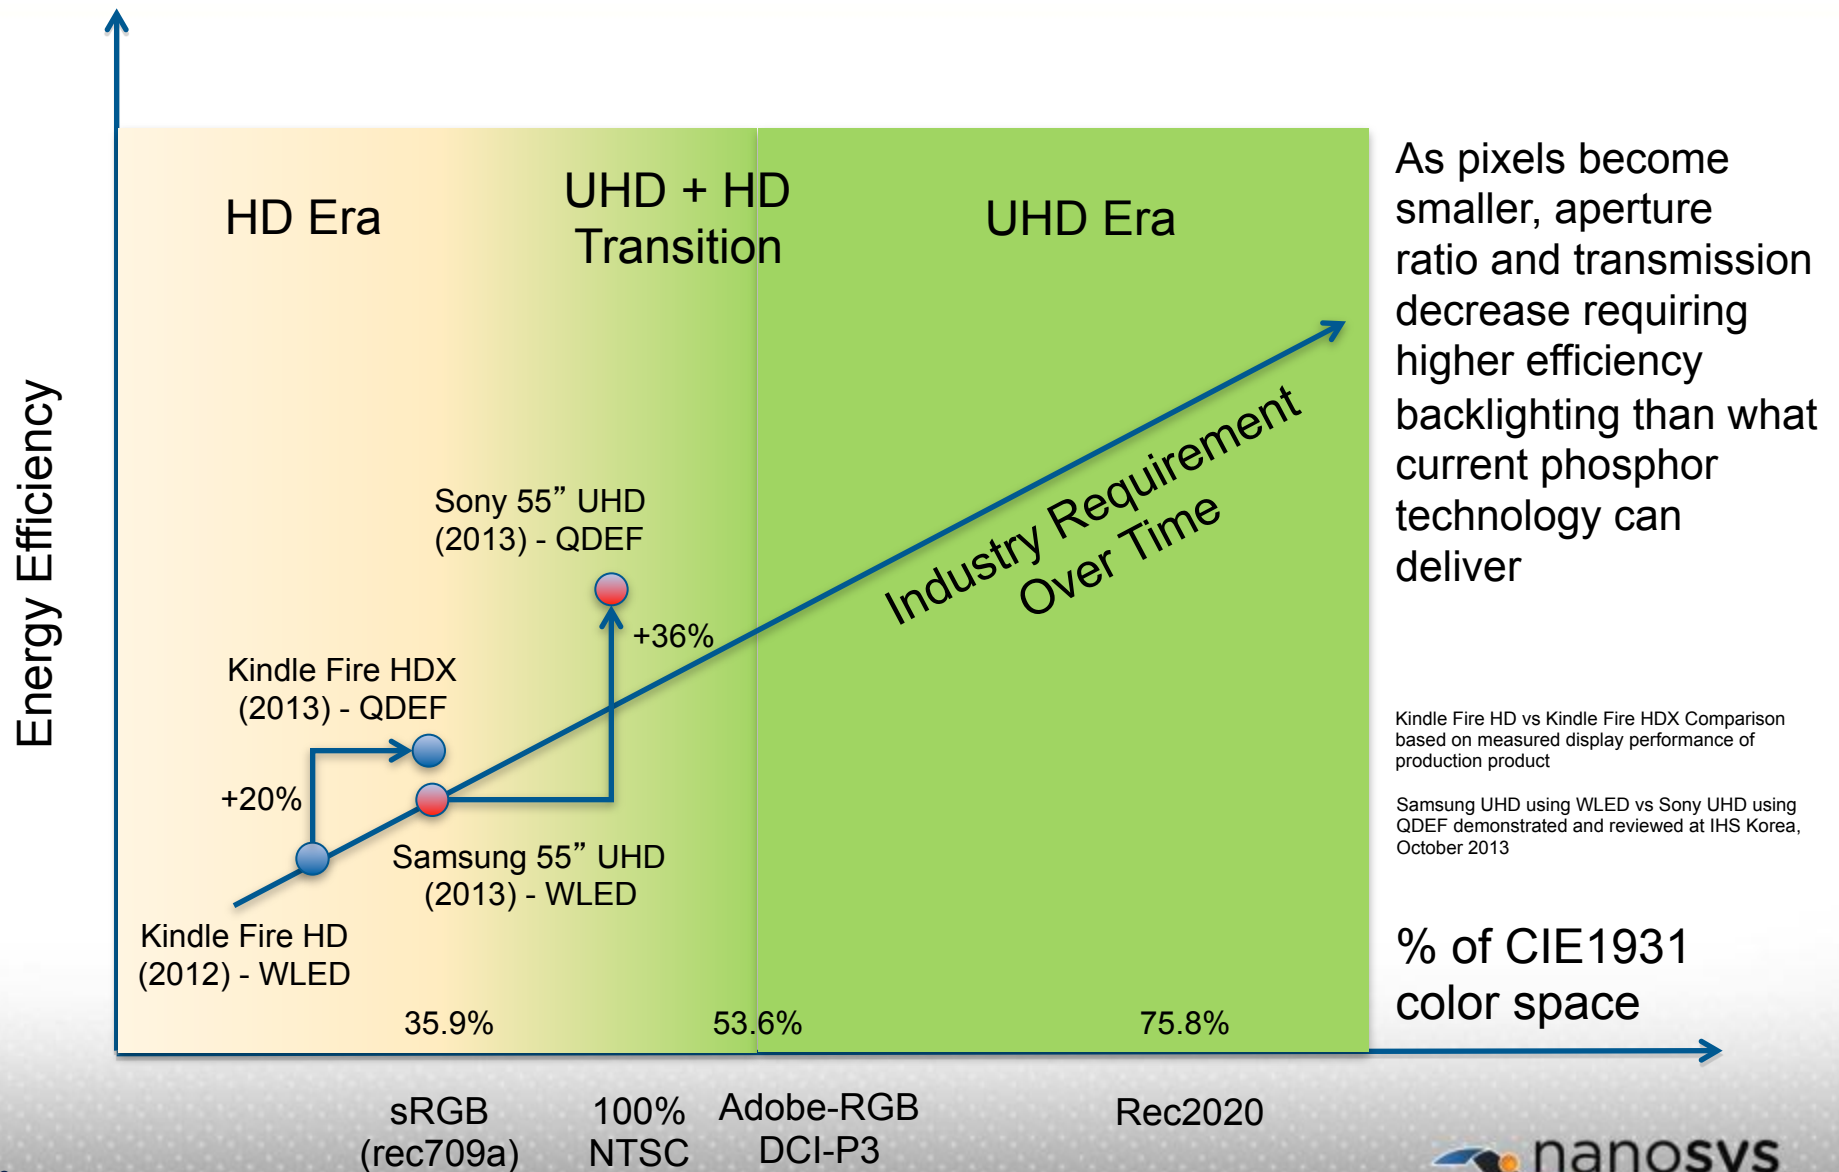 Energy Efficiency
HD Era
UHD + HD
Transition
UHD Era
Industry Requirement
Over Time
Sony 55” UHD
(2013) - QDEF
+36%
Kindle Fire HDX
(2013) - QDEF
+20%
Samsung 55” UHD
(2013) - WLED
Kindle Fire HD
(2012) - WLED
35.9%
53.6%
75.8%
sRGB
(rec709a)
100%
NTSC
Adobe-RGB
DCI-P3
Rec2020
As pixels become
smaller, aperture
ratio and transmission
decrease requiring
higher efficiency
backlighting than what
current phosphor
technology can
deliver
Kindle Fire HD vs Kindle Fire HDX Comparison
based on measured display performance of
production product
Samsung UHD using WLED vs Sony UHD using
QDEF demonstrated and reviewed at IHS Korea,
October 2013
% of CIE1931
color space
nanosys